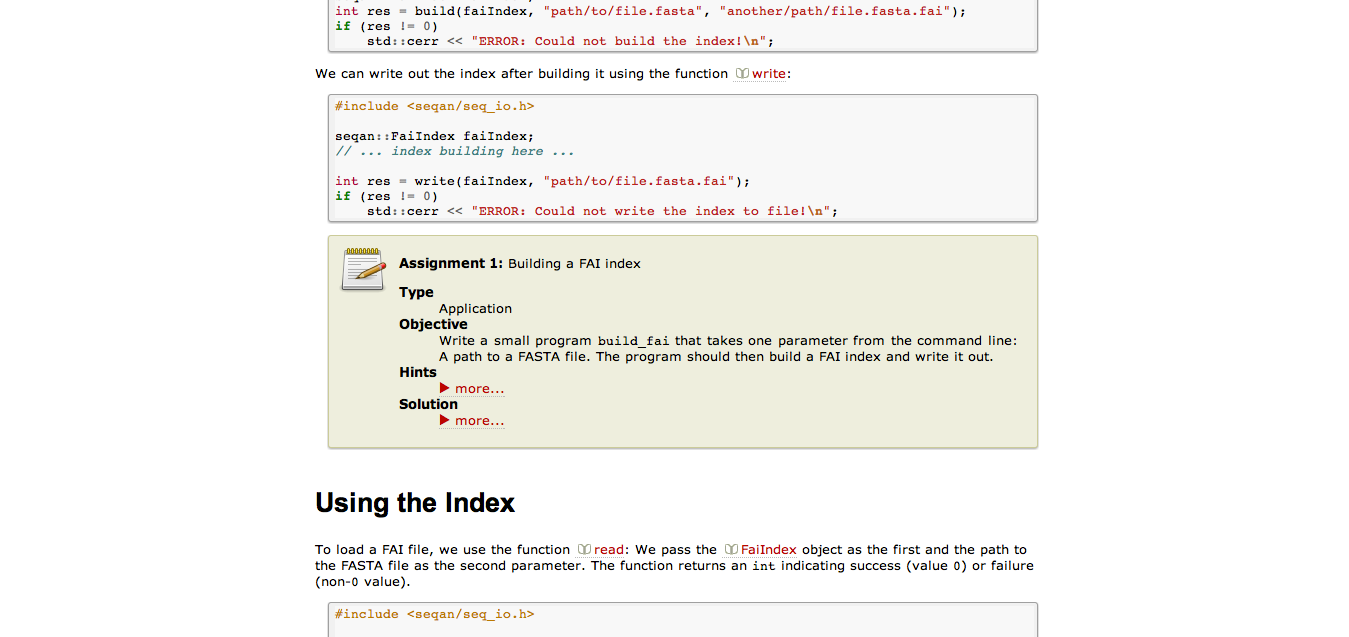 int res = build(faiIndex, "path/to/file.fasta", "another/path/file.fasta.fai");
if (res != 0)
    std::cerr << "ERROR: Could not build the index!\n";
We can write out the index after building it using the function write:
#include <seqan/seq_io.h>
seqan::FaiIndex faiIndex;
// ... index building here ...
int res = write(faiIndex, "path/to/file.fasta.fai");
if (res != 0)
    std::cerr << "ERROR: Could not write the index to file!\n";
Assignment 1: Building a FAI index
Type
Application
Objective
Write a small program build_fai that takes one parameter from the command line:
A path to a FASTA file. The program should then build a FAI index and write it out.
Hints
▶ more...
Solution
▶ more...
Using the Index
To load a FAI file, we use the function read: We pass the FaiIndex object as the first and the path to
the FASTA file as the second parameter. The function returns an int indicating success (value 0) or failure
(non-0 value).
#include <seqan/seq_io.h>